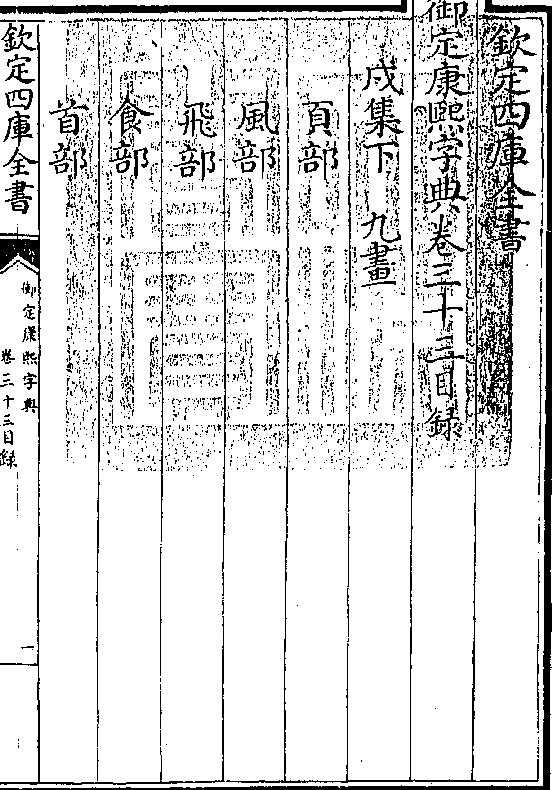 欽定四庫全書
御定康熙字典卷三十三目録
戌集下 九畫
頁部
風部
飛部
食部
首部
欽定四庫全書
御定康熙字典
卷三十三目録
一